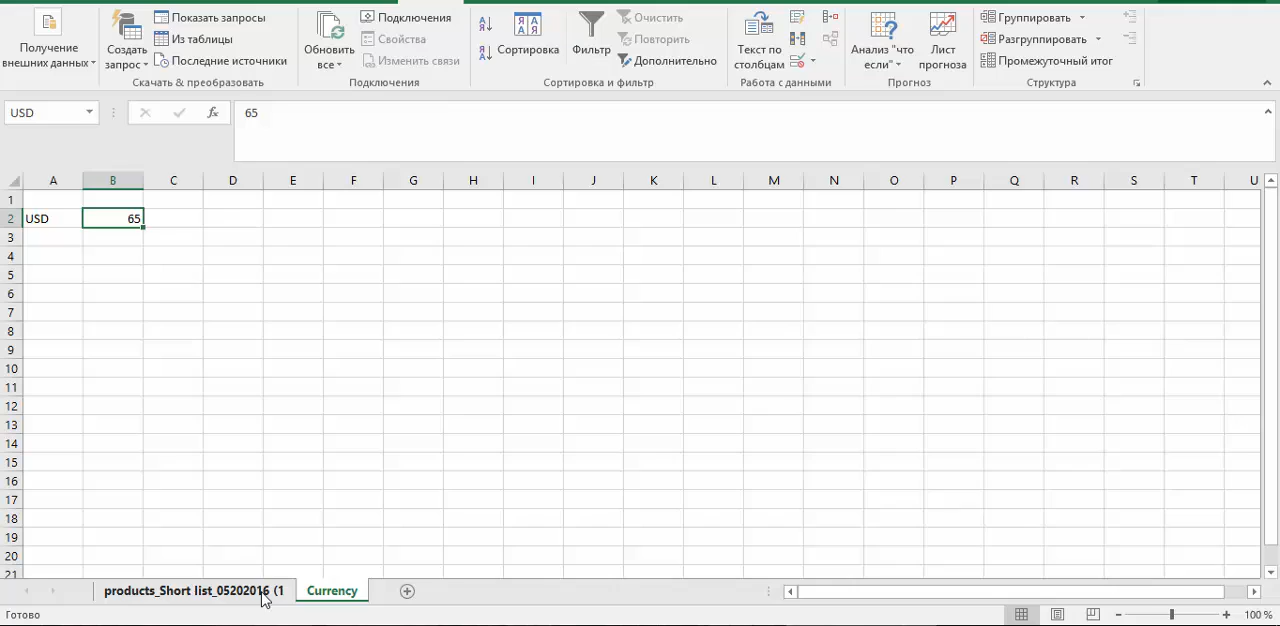 Получение
внешних данных
Создать
запрос
Показать запросы
Из таблицы
Последние источники
Скачать & преобразовать
Обновить
все
Подключения
Свойства
Изменить связи
Подключения
Сортировка
Фильтр
Очистить
Повторить
Дополнительно
Сортировка и фильтр
Текст по
столбцам
Работа с данными
Анализ "что
если"
Лист
прогноза
Прогноз
Группировать
Разгруппировать
Промежуточный итог
Структура
USD
fx
65
A B C D E F G H I J K L M N O P Q R S T U
1
2 USD 65
3
4
5
6
7
8
9
10
11
12
13
14
15
16
17
18
19
20
21
products_Short list_05202016 (1
Currency
Готово
100 %